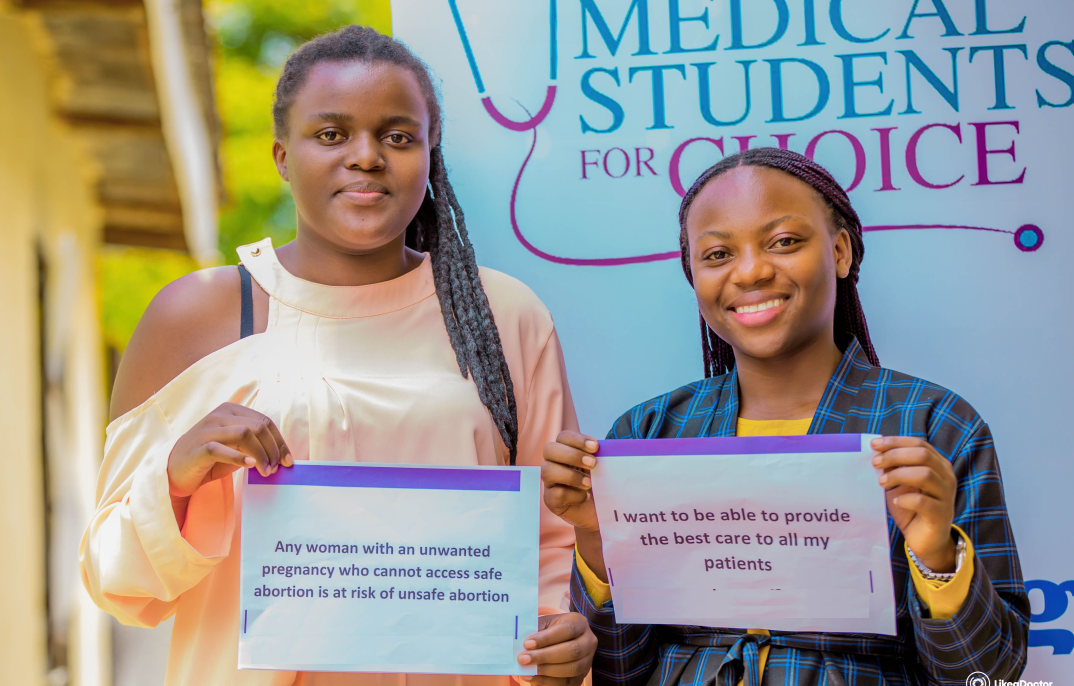 MEDICAL
STUDENTS
FOR CHOICE
Any woman with an unwanted
pregnancy who cannot access safe
abortion is at risk of unsafe abortion
I want to be able to provide
the best care to all my
patients